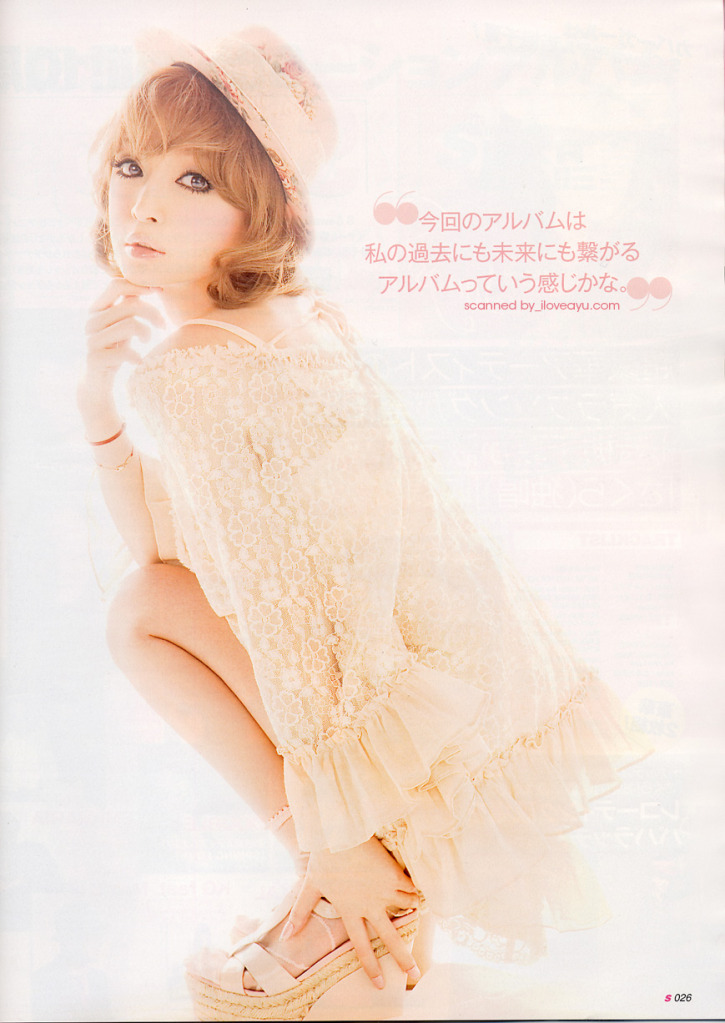 今回のアルバムは
私の過去にも未来にも繋がる
アルバムっていう感じかな。
scanned by_iloveayu.com
S 026